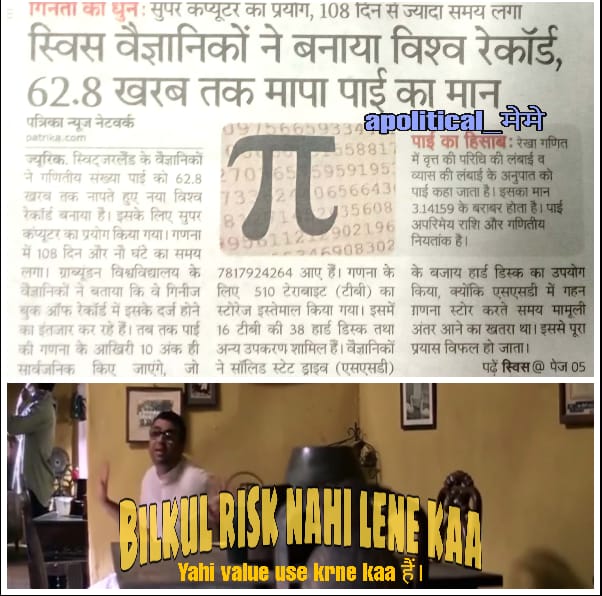 गिनती की धुन: सुपर कंप्यूटर का प्रयोग, 108 दिन से ज्यादा समय लगा
स्विस वैज्ञानिकों ने बनाया विश्व रेकॉर्ड,
62.8 खरब तक मापा पाई का मान
पत्रिका न्यूज नेटवर्क
patrika.com
ज्यूरिक. स्विट्जरलैंड के वैज्ञानिकों
ने गणितीय संख्या पाई को 62.8
खरब तक नापते हुए नया विश्व
रेकॉर्ड बनाया है। इसके लिए सुपर
कंप्यूटर का प्रयोग किया गया। गणना
में 108 दिन और नौ घंटे का समय
लगा। ग्राब्यूंडन विश्वविद्यालय के
वैज्ञानिकों ने बताया कि वे गिनीज
बुक ऑफ रेकॉर्ड में इसके दर्ज होने
का इंतजार कर रहे हैं। तब तक पाई
की गणना के आखिरी 10 अंक ही
सार्वजनिक किए जाएंगे, जो
π
7817924264 आए हैं। गणना के
लिए 510 टेराबाइट (टीबी) का
स्टोरेज इस्तेमाल किया गया। इसमें
16 टीबी की 38 हार्ड डिस्क तथा
अन्य उपकरण शामिल हैं। वैज्ञानिकों
ने सॉलिड स्टेट ड्राइव (एसएसडी)
apolitical_मेमे
पाई का हिसाब: रेखा गणित
में वृत्त की परिधि की लंबाई व
व्यास की लंबाई के अनुपात को
पाई कहा जाता है। इसका मान
3.14159 के बराबर होता है। पाई
अपरिमेय राशि और गणितीय
नियतांक है।
के बजाय हार्ड डिस्क का उपयोग
किया, क्योंकि एसएसडी में गहन
गणना स्टोर करते समय मामूली
अंतर आने का खतरा था। इससे पूरा
प्रयास विफल हो जाता।
पढ़ें स्विस @ पेज 05
BILKUL RISK NAHI LENE KAA
Yahi value use krne kaa हैं।